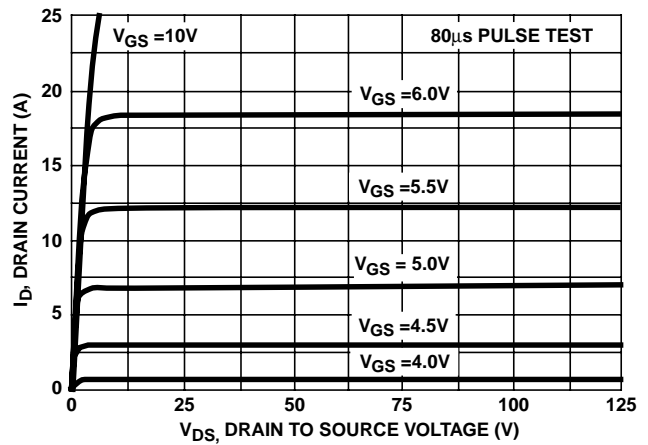 25
20
15
10
5
0
I_D, DRAIN CURRENT (A)
V_GS = 10V
80μs PULSE TEST
V_GS =6.0V
V_GS =5.5V
V_GS = 5.0V
V_GS =4.5V
V_GS =4.0V
0 25 50 75 100 125
V_DS, DRAIN TO SOURCE VOLTAGE (V)